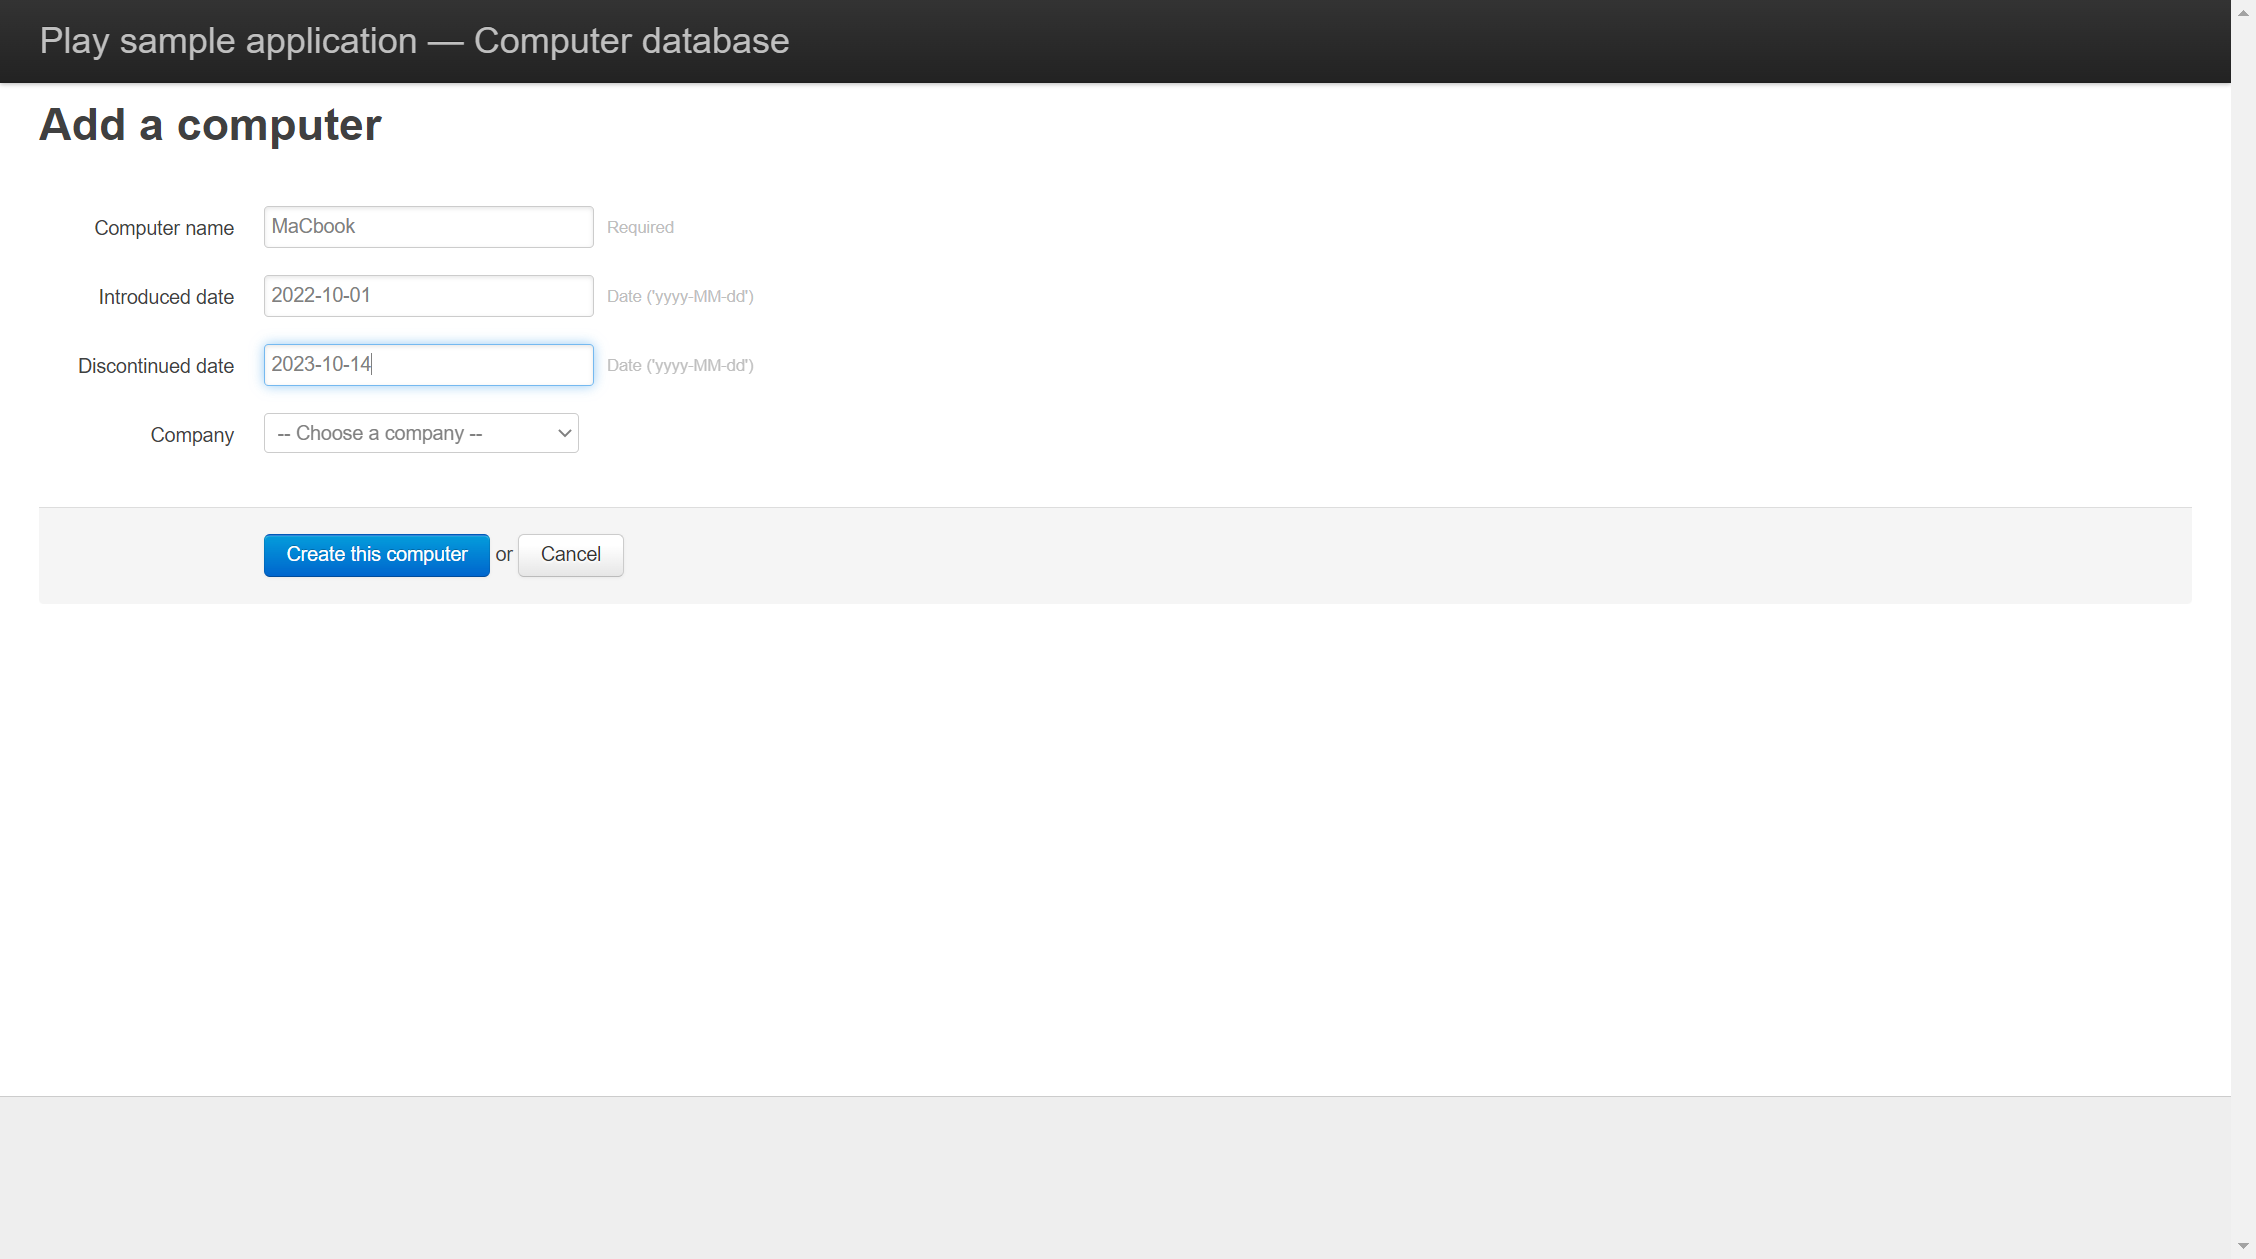 Play sample application — Computer database
Add a computer
Computer name MaCbook Required
Introduced date 2022-10-01 Date ('yyyy-MM-dd')
Discontinued date 2023-10-14 Date ('yyyy-MM-dd')
Company -- Choose a company --
Create this computer or Cancel